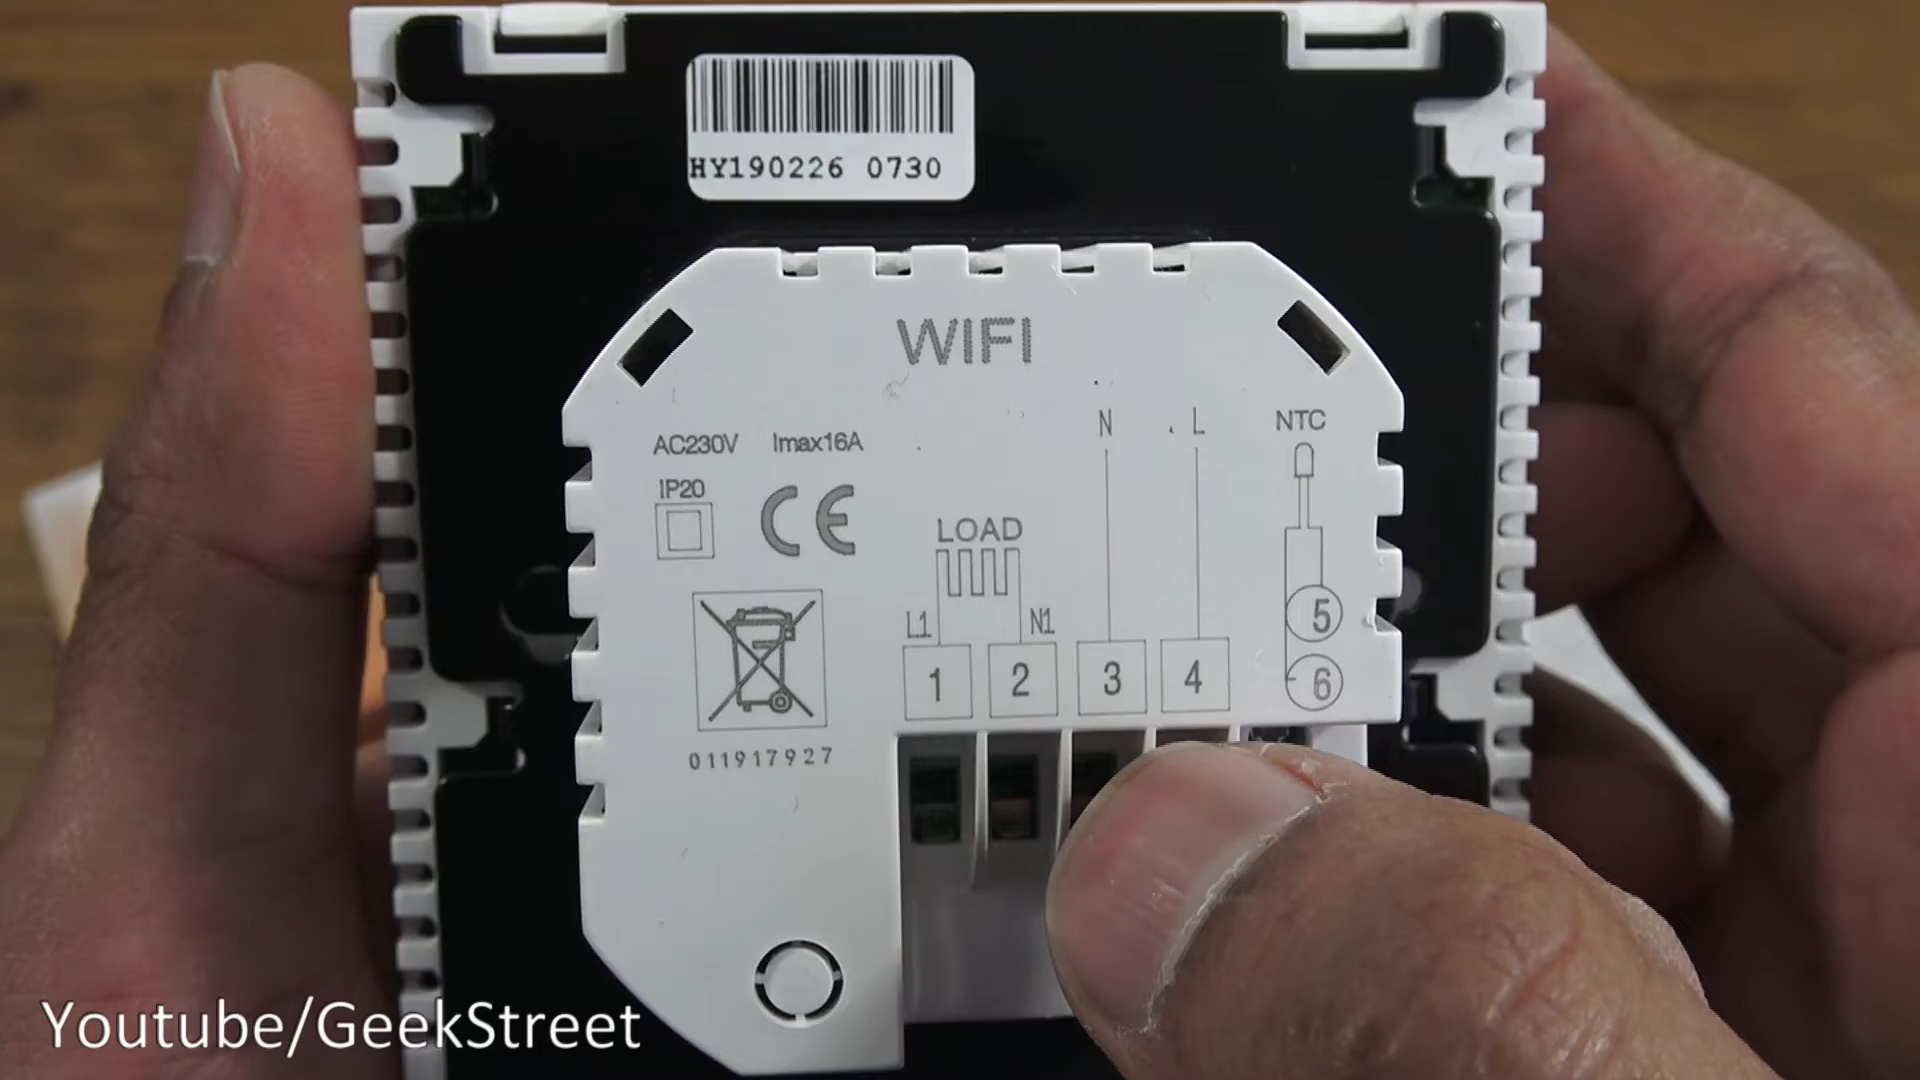 HY190226 0730
WIFI
AC230V Imax16A
N L NTC
IP20
CE
LOAD
L1 N1
1 2 3 4 5
6
011917927
Youtube/GeekStreet